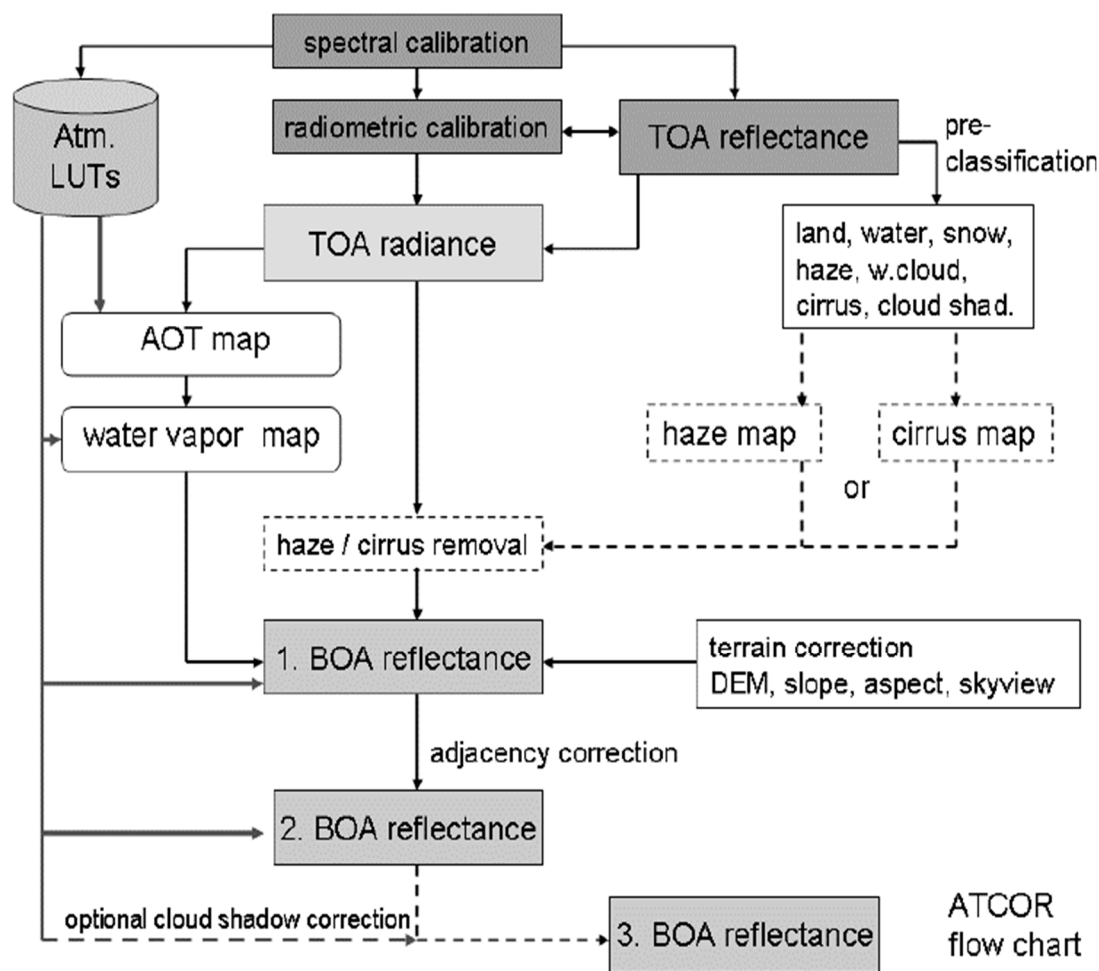 spectral calibration
Atm.
LUTs
radiometric calibration
TOA reflectance
pre-
classification
TOA radiance
land, water, snow,
haze, w.cloud,
cirrus, cloud shad.
AOT map
water vapor map
haze map
cirrus map
or
haze / cirrus removal
1. BOA reflectance
terrain correction
DEM, slope, aspect, skyview
adjacency correction
2. BOA reflectance
optional cloud shadow correction
3. BOA reflectance
ATCOR
flow chart